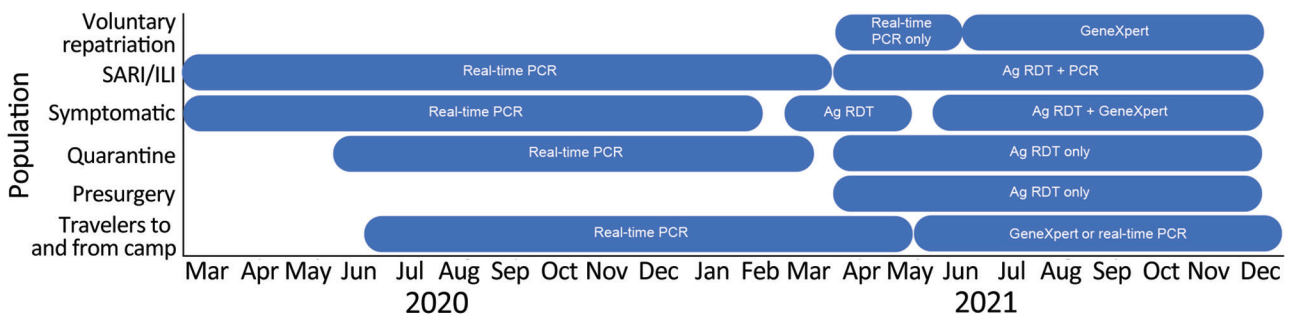 Population
Voluntary
repatriation
Real-time
PCR only
GeneXpert
SARI/ILI
Real-time PCR
Ag RDT + PCR
Symptomatic
Real-time PCR
Ag RDT
Ag RDT + GeneXpert
Quarantine
Real-time PCR
Ag RDT only
Presurgery
Ag RDT only
Travelers to
and from camp
Real-time PCR
GeneXpert or real-time PCR
Mar Apr May Jun Jul Aug Sep Oct Nov Dec Jan Feb Mar Apr May Jun Jul Aug Sep Oct Nov Dec
2020 2021